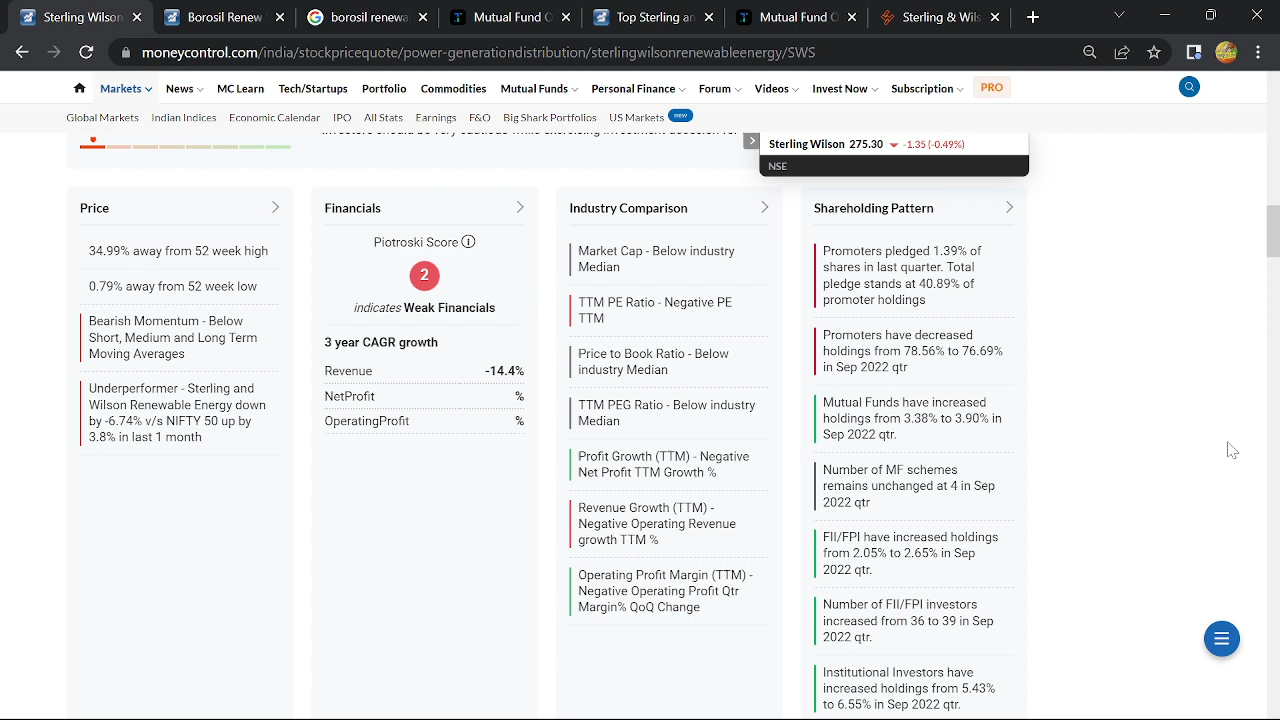 Sterling Wilson
Borosil Renew
borosil renew
Mutual Fund O
Top Sterling an
Mutual Fund O
Sterling & Wils
moneycontrol.com/india/stockpricequote/power-generationdistribution/sterlingwilsonrenewableenergy/SWS
Markets News MC Learn Tech/Startups Portfolio Commodities Mutual Funds Personal Finance Forum Videos Invest Now Subscription PRO
Global Markets Indian Indices Economic Calendar IPO All Stats Earnings F&O Big Shark Portfolios US Markets new
Sterling Wilson 275.30 -1.35 (-0.49%)
NSE
Price
34.99% away from 52 week high
0.79% away from 52 week low
Bearish Momentum - Below
Short, Medium and Long Term
Moving Averages
Underperformer - Sterling and
Wilson Renewable Energy down
by -6.74% v/s NIFTY 50 up by
3.8% in last 1 month
Financials
Piotroski Score
2
indicates Weak Financials
3 year CAGR growth
Revenue -14.4%
NetProfit %
OperatingProfit %
Industry Comparison
Market Cap - Below industry
Median
TTM PE Ratio - Negative PE
TTM
Price to Book Ratio - Below
industry Median
TTM PEG Ratio - Below industry
Median
Profit Growth (TTM) - Negative
Net Profit TTM Growth %
Revenue Growth (TTM) -
Negative Operating Revenue
growth TTM %
Operating Profit Margin (TTM) -
Negative Operating Profit Qtr
Margin% QoQ Change
Shareholding Pattern
Promoters pledged 1.39% of
shares in last quarter. Total
pledge stands at 40.89% of
promoter holdings
Promoters have decreased
holdings from 78.56% to 76.69%
in Sep 2022 qtr
Mutual Funds have increased
holdings from 3.38% to 3.90% in
Sep 2022 qtr.
Number of MF schemes
remains unchanged at 4 in Sep
2022 qtr
FII/FPI have increased holdings
from 2.05% to 2.65% in Sep
2022 qtr.
Number of FII/FPI investors
increased from 36 to 39 in Sep
2022 qtr.
Institutional Investors have
increased holdings from 5.43%
to 6.55% in Sep 2022 qtr.